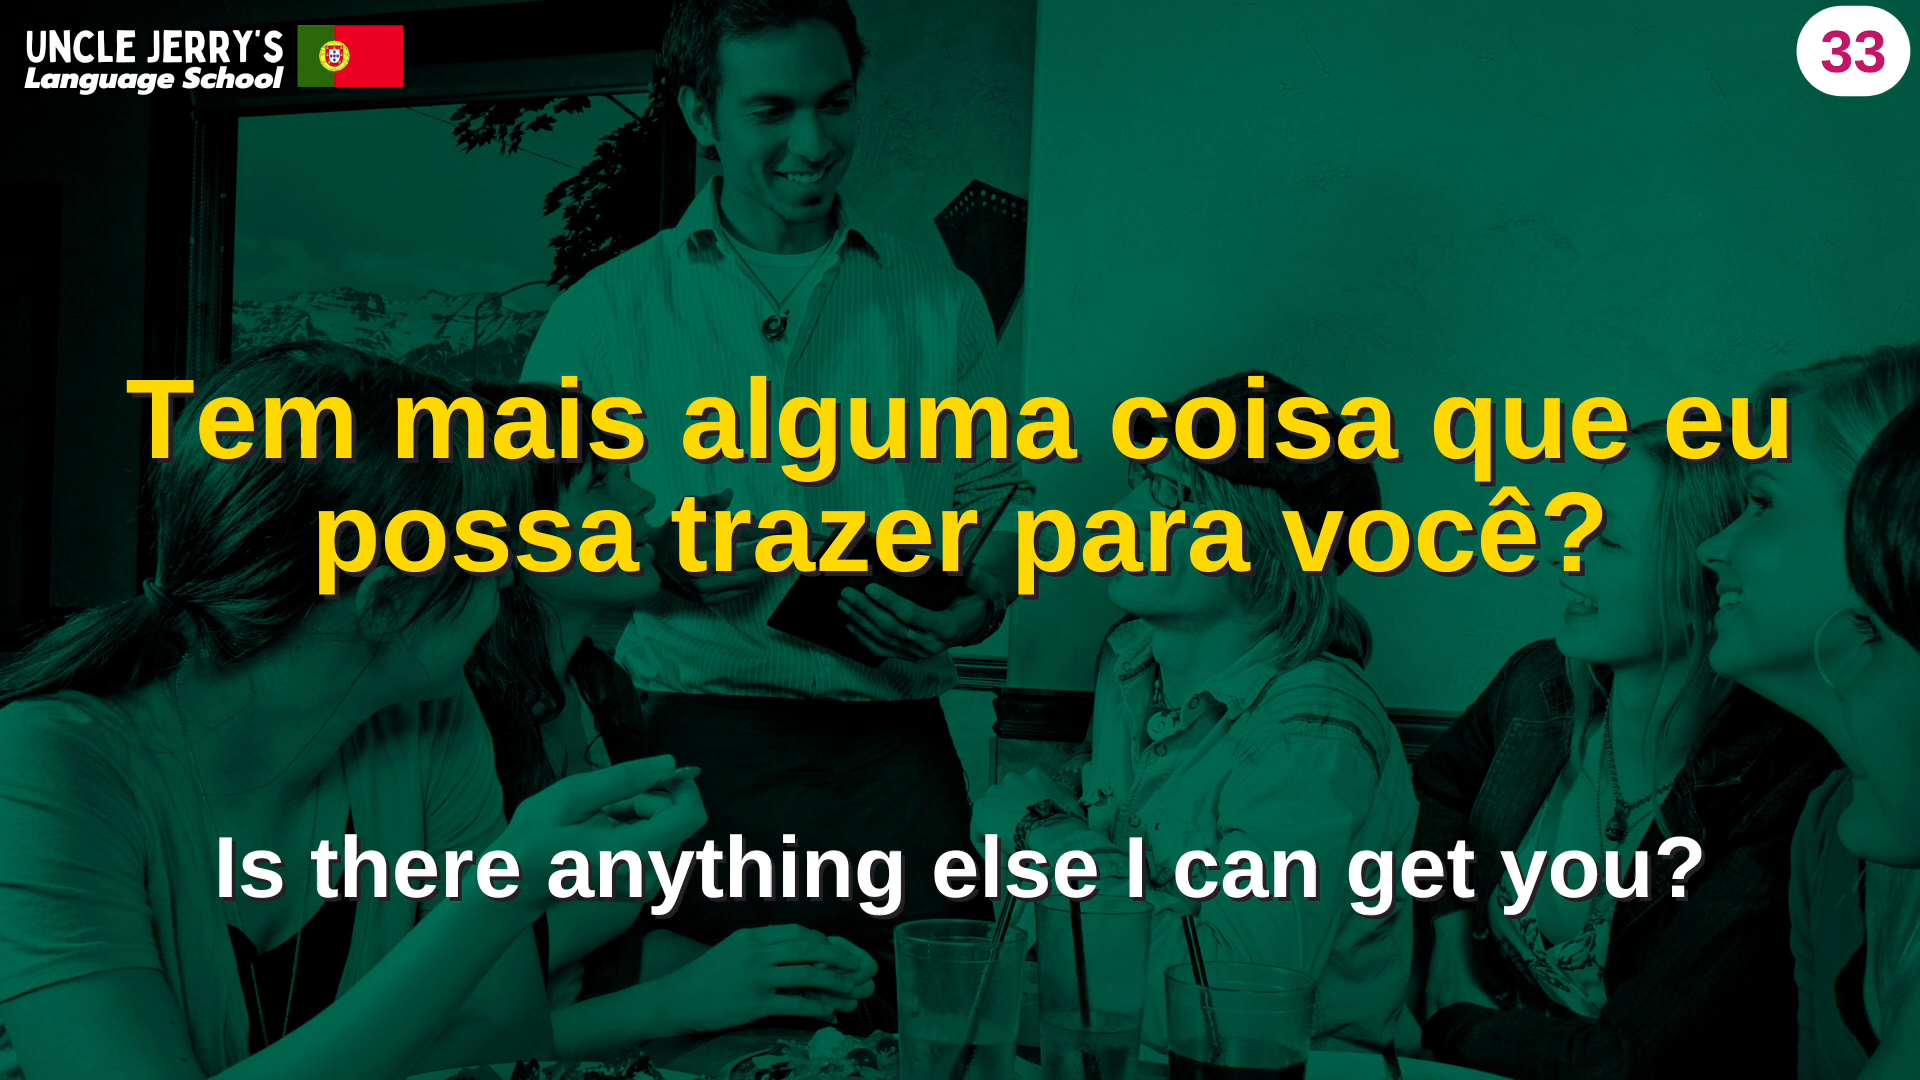 UNCLE JERRY'S
Language School
33
Tem mais alguma coisa que eu
possa trazer para você?
Is there anything else I can get you?